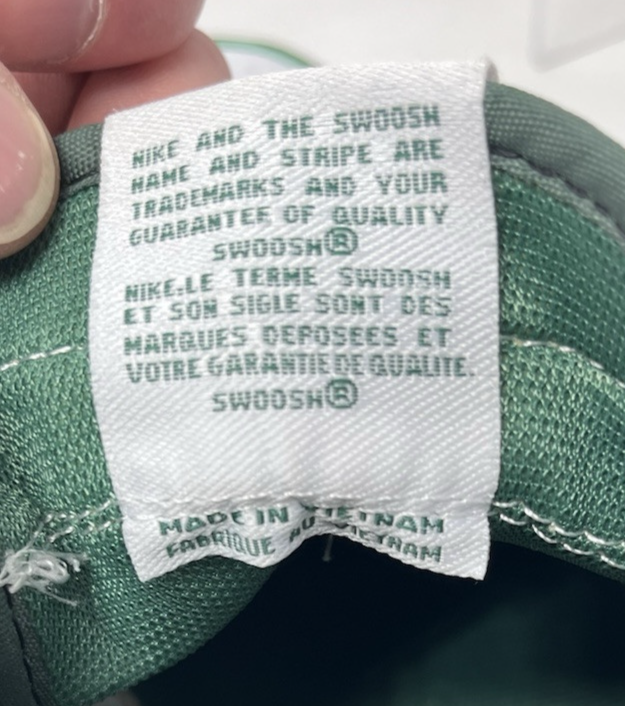 NIKE AND THE SWOOSH
NAME AND STRIPE ARE
TRADEMARKS AND YOUR
GUARANTEE OF QUALITY
SWOOSH®
NIKE.LE TERME SWOOSH
ET SON SIGLE SONT DES
MARQUES DEPOSEES ET
VOTRE GARANTIE DE QUALITE.
SWOOSH®
MADE IN VIETNAM
FABRIQUE AU VIETNAM